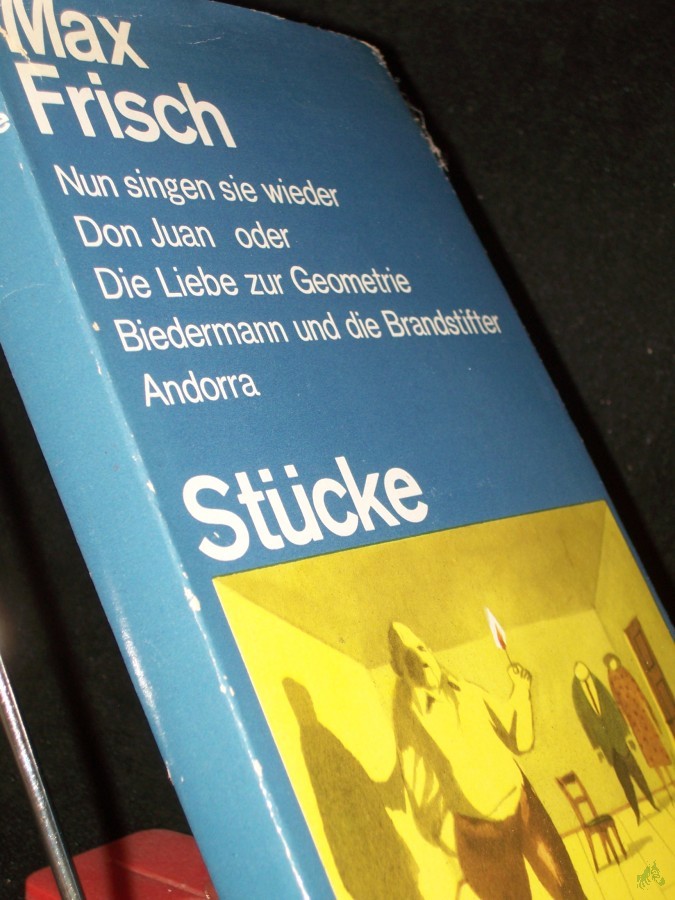 Max
Frisch
Nun singen sie wieder
Don Juan oder
Die Liebe zur Geometrie
Biedermann und die Brandstifter
Andorra
Stücke